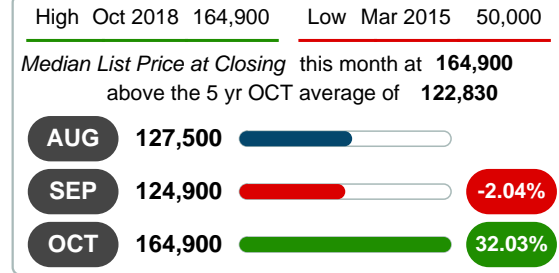 High Oct 2018 164,900 Low Mar 2015 50,000
Median List Price at Closing this month at 164,900
above the 5 yr OCT average of 122,830
AUG 127,500
SEP 124,900 -2.04%
OCT 164,900 32.03%